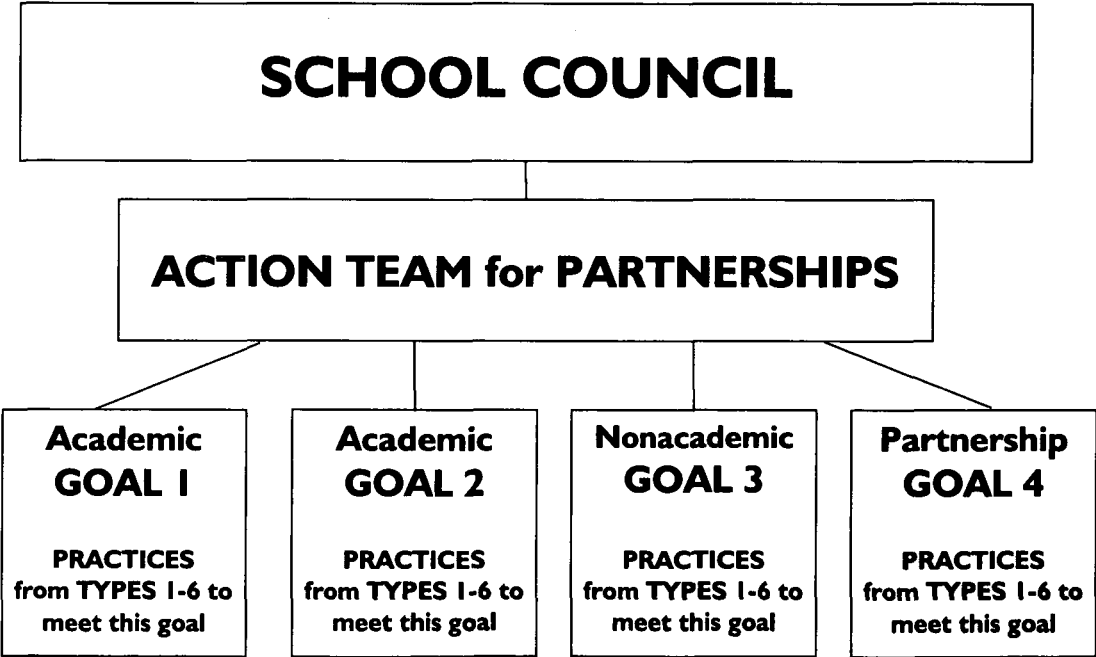 SCHOOL COUNCIL
ACTION TEAM for PARTNERSHIPS
Academic
GOAL 1
PRACTICES
from TYPES 1-6 to
meet this goal
Academic
GOAL 2
PRACTICES
from TYPES 1-6 to
meet this goal
Nonacademic
GOAL 3
PRACTICES
from TYPES 1-6 to
meet this goal
Partnership
GOAL 4
PRACTICES
from TYPES 1-6 to
meet this goal